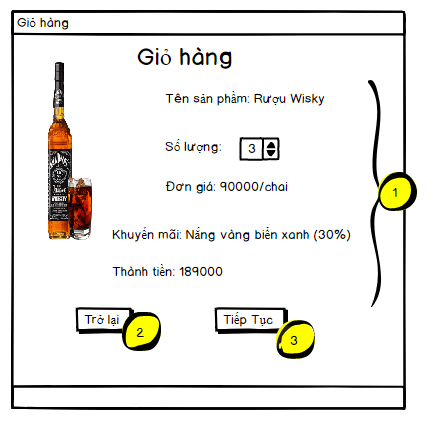 Giỏ hàng
Giỏ hàng
Tên sản phẩm: Rượu Wisky
Số lượng: 3
Đơn giá: 90000/chai
1
Khuyến mãi: Nắng vàng biển xanh (30%)
Thành tiền: 189000
Trở lại
Tiếp Tục
2
3